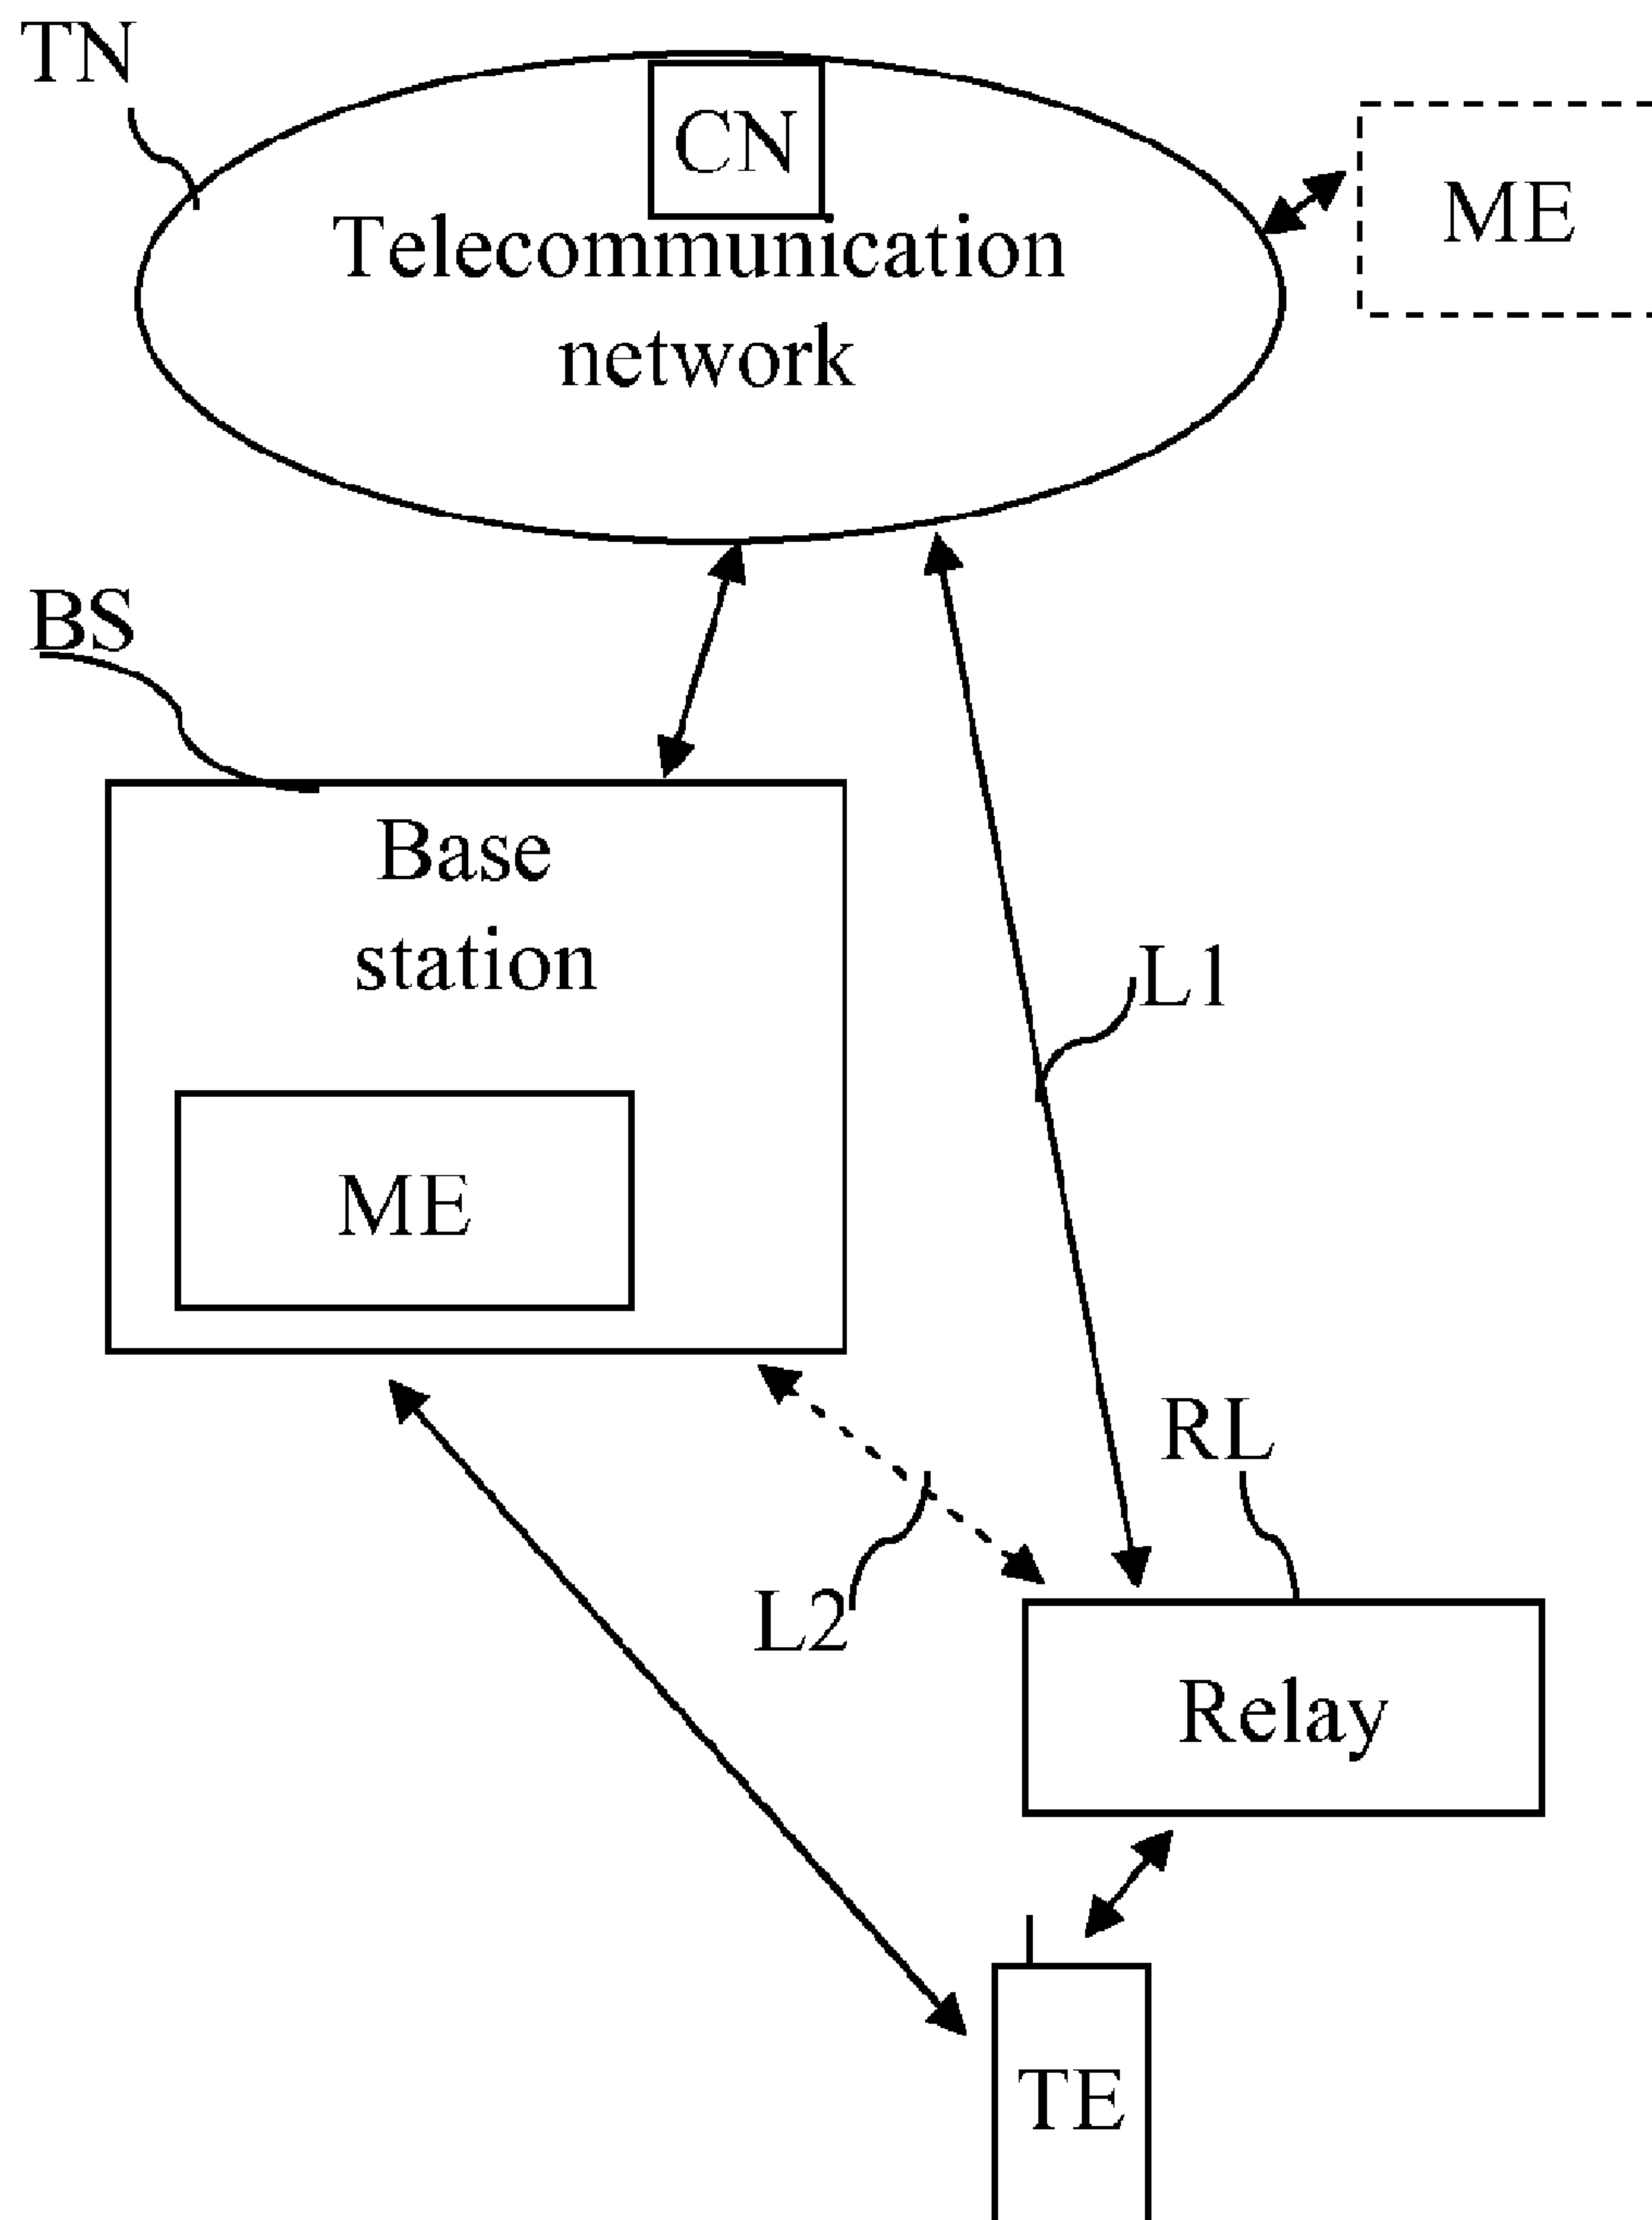 TN
CN
ME
Telecommunication
network
BS
Base
station
L1
ME
RL
L2
Relay
TE